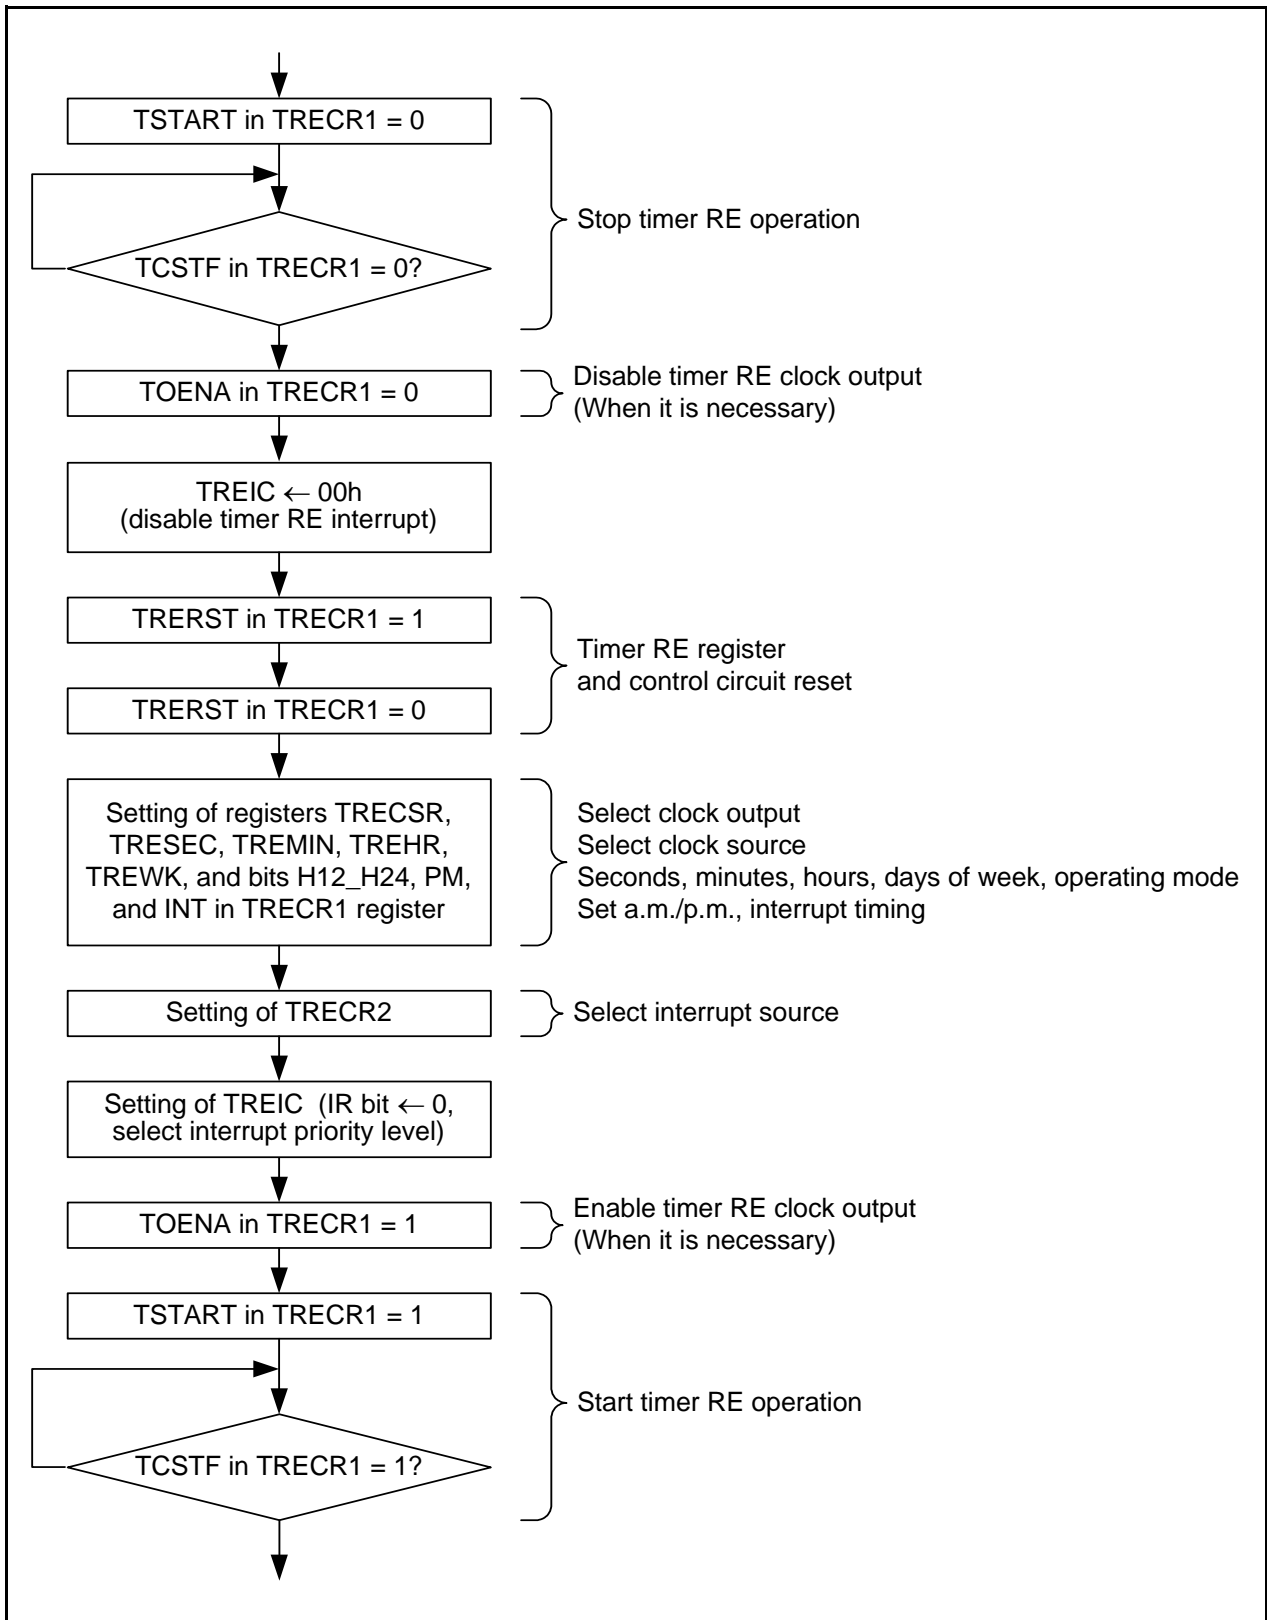 TSTART in TRECR1 = 0
TCSTF in TRECR1 = 0?
Stop timer RE operation
TOENA in TRECR1 = 0
Disable timer RE clock output
(When it is necessary)
TREIC ← 00h
(disable timer RE interrupt)
TRERST in TRECR1 = 1
TRERST in TRECR1 = 0
Timer RE register
and control circuit reset
Setting of registers TRECSR,
TRESEC, TREMIN, TREHR,
TREWK, and bits H12_H24, PM,
and INT in TRECR1 register
Select clock output
Select clock source
Seconds, minutes, hours, days of week, operating mode
Set a.m./p.m., interrupt timing
Setting of TRECR2
Select interrupt source
Setting of TREIC (IR bit ← 0,
select interrupt priority level)
TOENA in TRECR1 = 1
Enable timer RE clock output
(When it is necessary)
TSTART in TRECR1 = 1
TCSTF in TRECR1 = 1?
Start timer RE operation